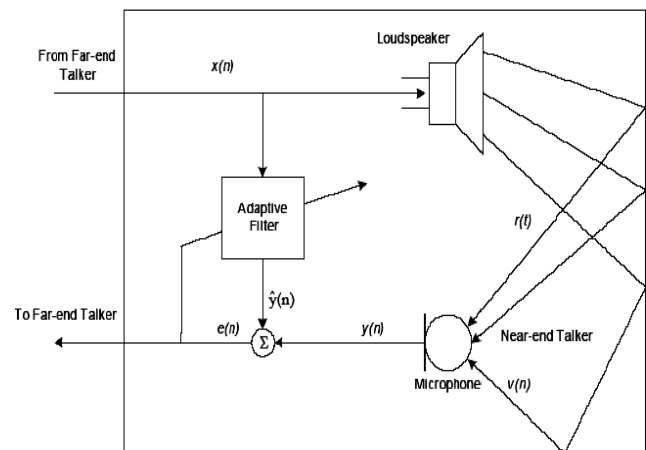 Loudspeaker
From Far-end
Talker
x(n)
Adaptive
Filter
r(t)
ŷ(n)
To Far-end Talker
e(n)
Σ
y(n)
Near-end Talker
Microphone
v(n)